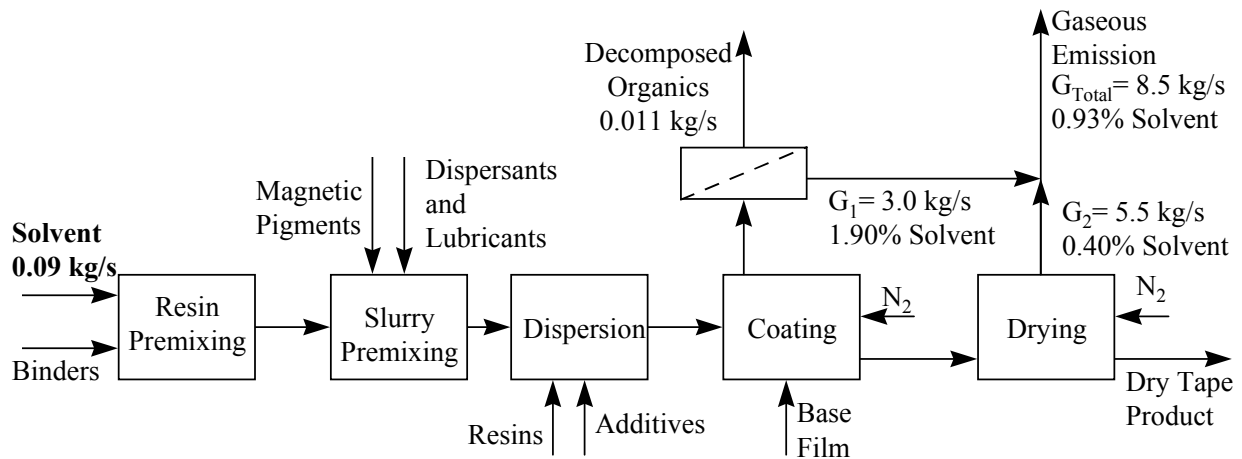 Decomposed
Organics
0.011 kg/s
Gaseous
Emission
G_Total = 8.5 kg/s
0.93% Solvent
Magnetic
Pigments
Dispersants
and
Lubricants
G₁= 3.0 kg/s
1.90% Solvent
G₂= 5.5 kg/s
0.40% Solvent
Solvent
0.09 kg/s
Binders
Resin
Premixing
Slurry
Premixing
Dispersion
Coating
N₂
Drying
N₂
Resins
Additives
Base
Film
Dry Tape
Product